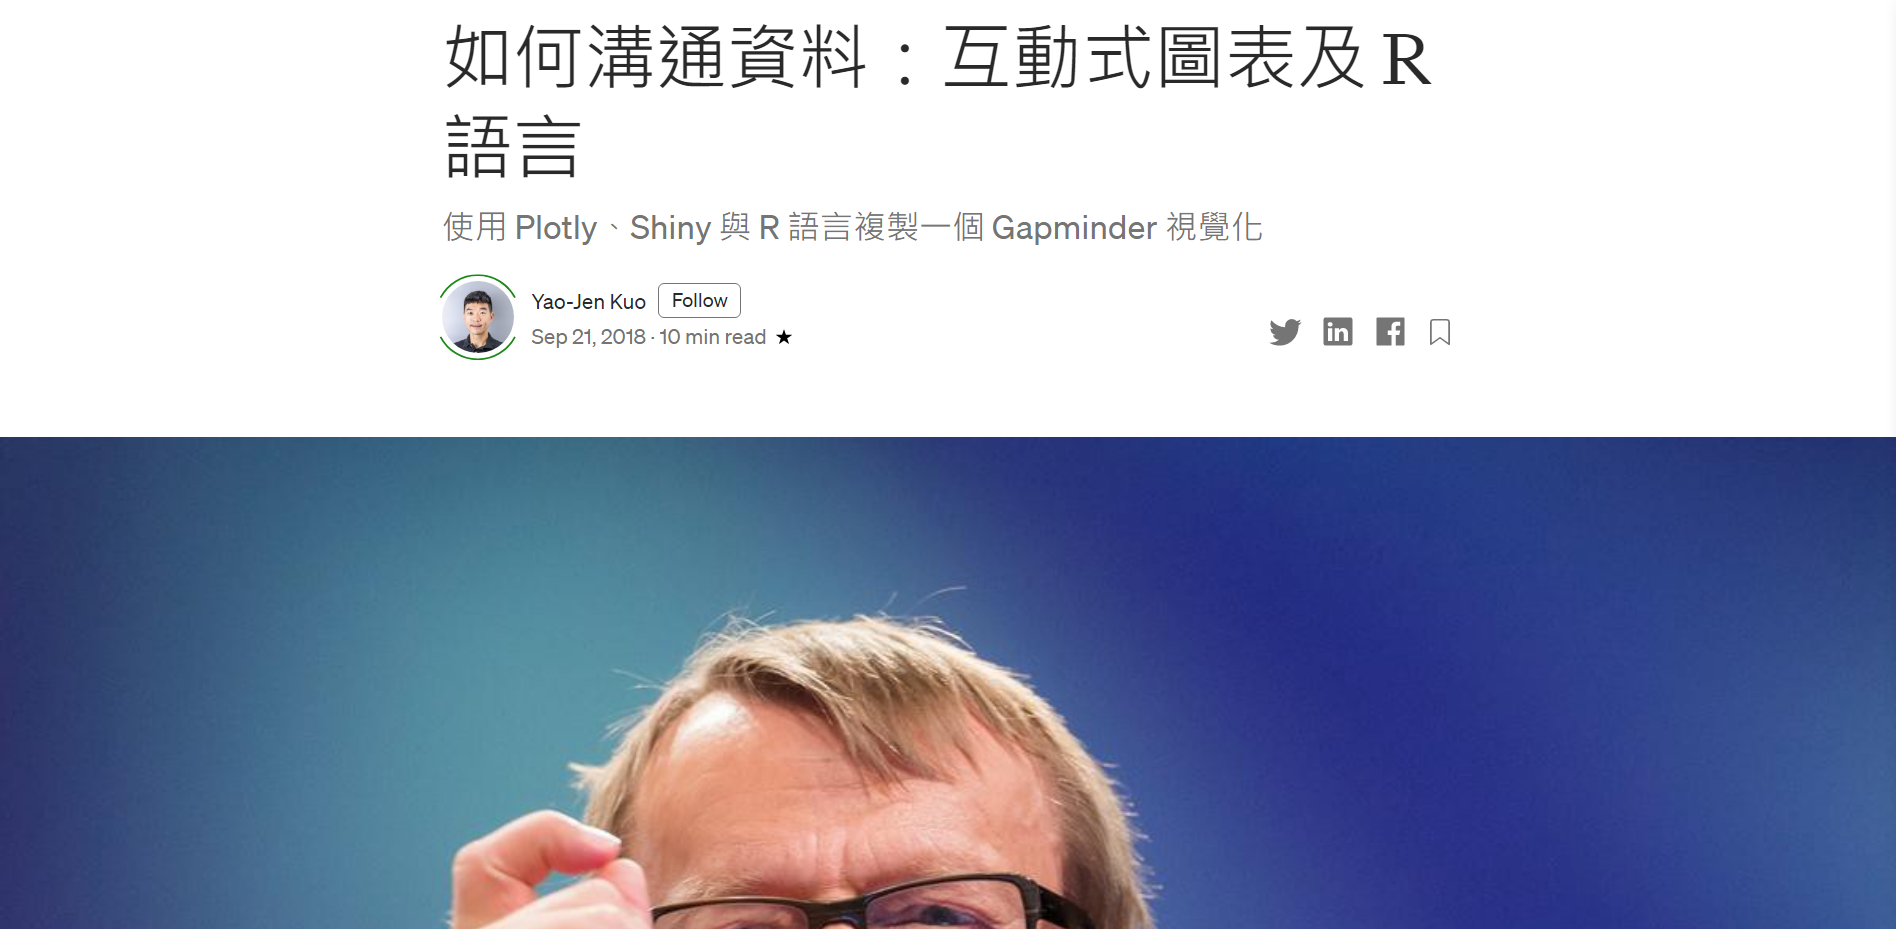 如何溝通資料：互動式圖表及 R
語言
使用 Plotly、Shiny 與 R 語言複製一個 Gapminder 視覺化
Yao-Jen Kuo Follow
Sep 21, 2018 · 10 min read ★